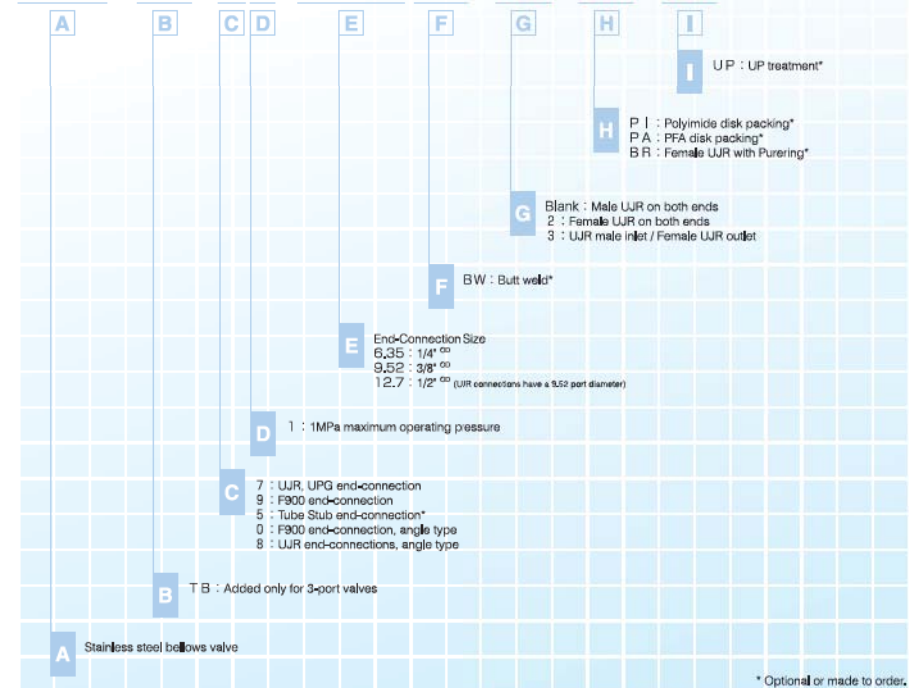 A B C D E F G H I
I UP : UP treatment*
H PI : Polyimide disk packing*
PA : PFA disk packing*
BR : Female UJR with Purering*
G Blank : Male UJR on both ends
2 : Female UJR on both ends
3 : UJR male inlet / Female UJR outlet
F BW : Butt weld*
E End-Connection Size
6.35 : 1/4" OD
9.52 : 3/8" OD
12.7 : 1/2" OD (UJR connections have a 9.52 port diameter)
D 1 : 1MPa maximum operating pressure
C 7 : UJR, UPG end-connection
9 : F900 end-connection
5 : Tube Stub end-connection*
0 : F900 end-connection, angle type
8 : UJR end-connections, angle type
B TB : Added only for 3-port valves
A Stainless steel bellows valve
* Optional or made to order.